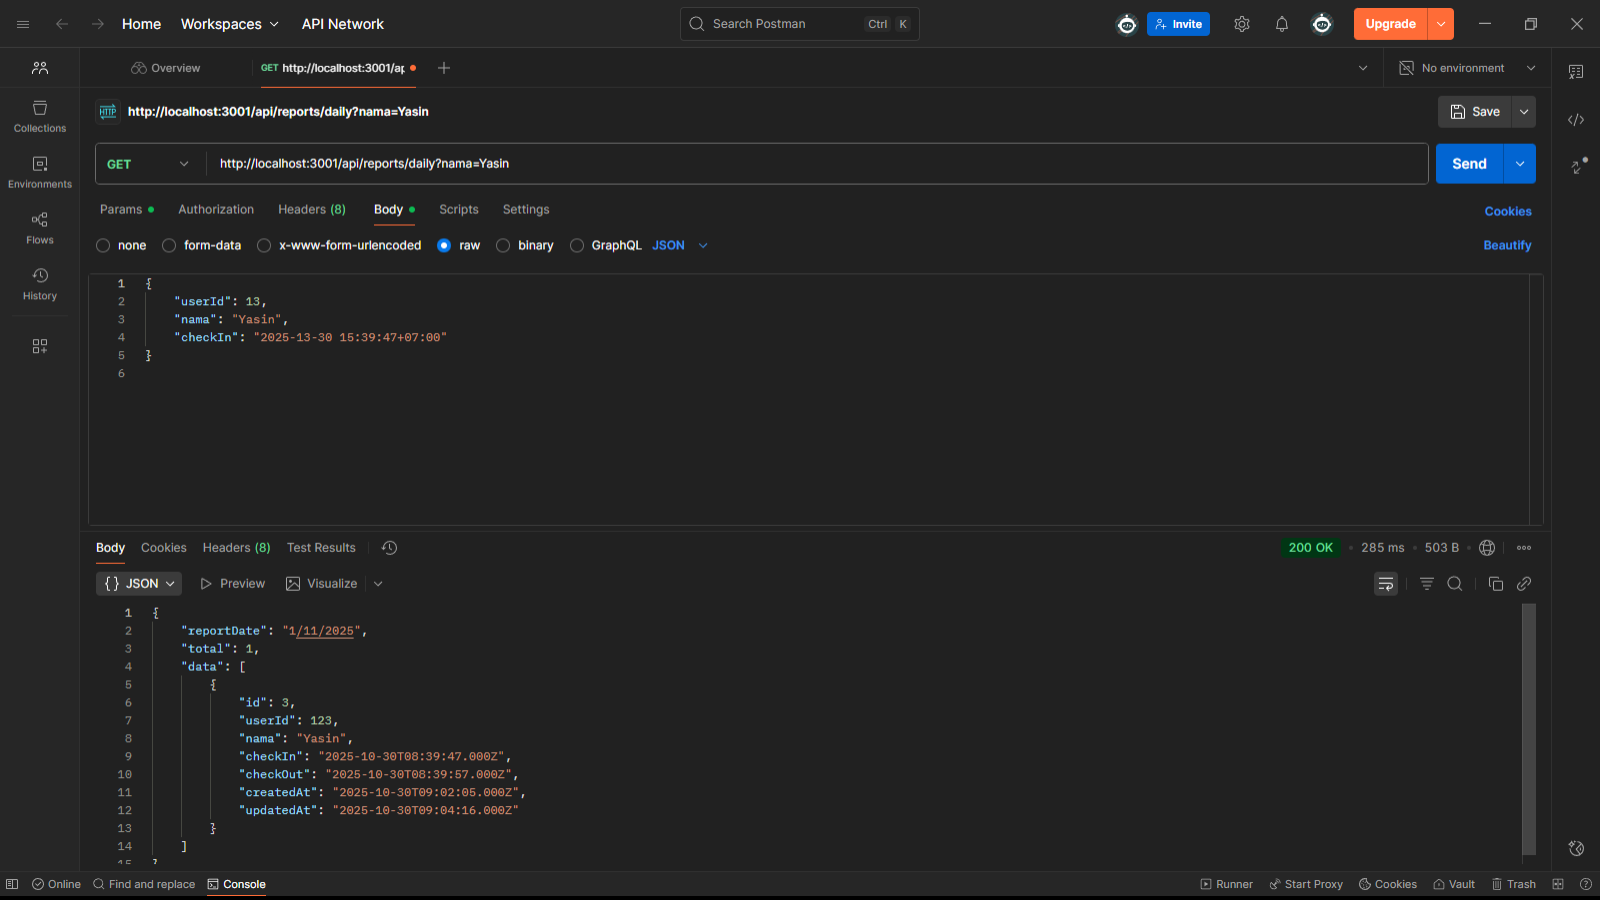 Home Workspaces API Network Search Postman Ctrl K Invite Upgrade
Overview GET http://localhost:3001/ap No environment
HTTP http://localhost:3001/api/reports/daily?nama=Yasin Save
GET http://localhost:3001/api/reports/daily?nama=Yasin Send
Params Authorization Headers (8) Body Scripts Settings Cookies
none form-data x-www-form-urlencoded raw binary GraphQL JSON Beautify
Collections
Environments
Flows
History
1 {
2 "userId": 13,
3 "nama": "Yasin",
4 "checkIn": "2025-13-30 15:39:47+07:00"
5 }
6
Body Cookies Headers (8) Test Results 200 OK 285 ms 503 B
{} JSON Preview Visualize
1 {
2 "reportDate": "1/11/2025",
3 "total": 1,
4 "data": [
5 {
6 "id": 3,
7 "userId": 123,
8 "nama": "Yasin",
9 "checkIn": "2025-10-30T08:39:47.000Z",
10 "checkOut": "2025-10-30T08:39:57.000Z",
11 "createdAt": "2025-10-30T09:02:05.000Z",
12 "updatedAt": "2025-10-30T09:04:16.000Z"
13 }
14 ]
15 }
Online Find and replace Console Runner Start Proxy Cookies Vault Trash